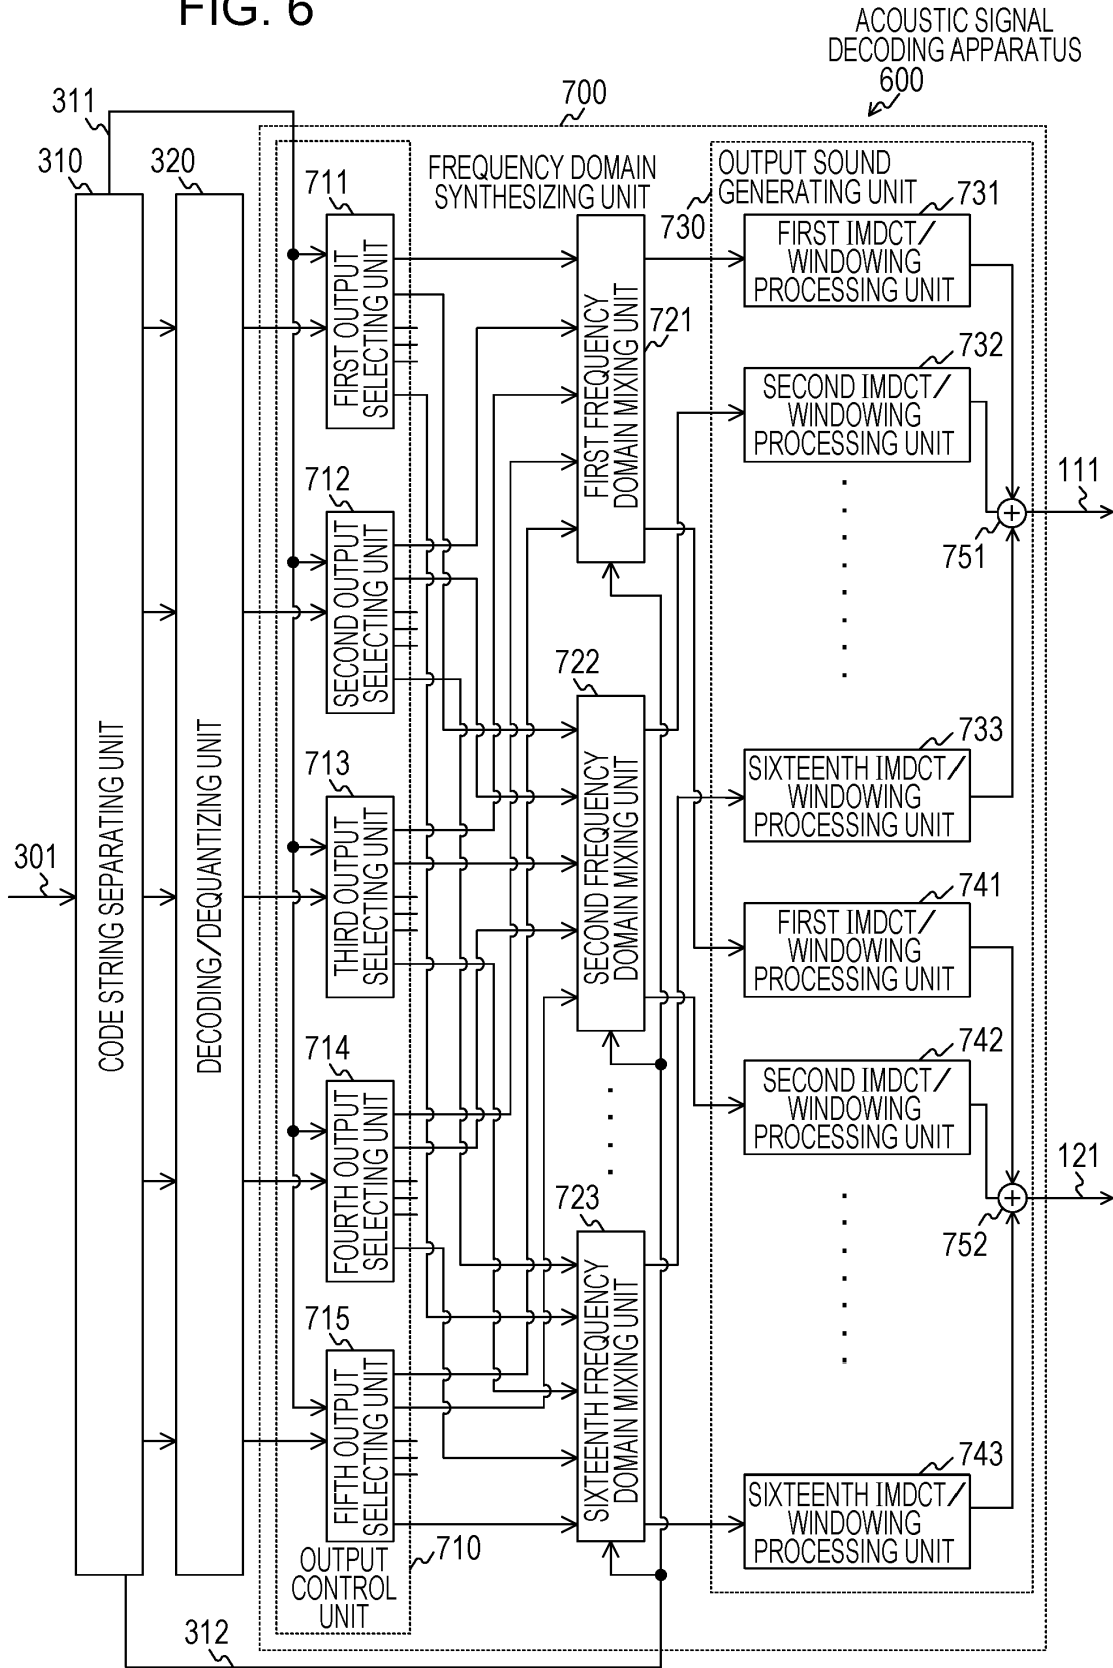 FIG. 6
ACOUSTIC SIGNAL
DECODING APPARATUS
600
700
311
310
320
301
312
CODE STRING SEPARATING UNIT
DECODING/DEQUANTIZING UNIT
711
FIRST OUTPUT
SELECTING UNIT
712
SECOND OUTPUT
SELECTING UNIT
713
THIRD OUTPUT
SELECTING UNIT
714
FOURTH OUTPUT
SELECTING UNIT
715
FIFTH OUTPUT
SELECTING UNIT
OUTPUT
CONTROL
UNIT
710
FREQUENCY DOMAIN
SYNTHESIZING UNIT
721
FIRST FREQUENCY
DOMAIN MIXING UNIT
722
SECOND FREQUENCY
DOMAIN MIXING UNIT
723
SIXTEENTH FREQUENCY
DOMAIN MIXING UNIT
OUTPUT SOUND
GENERATING UNIT
730
731
FIRST IMDCT/
WINDOWING
PROCESSING UNIT
732
SECOND IMDCT/
WINDOWING
PROCESSING UNIT
733
SIXTEENTH IMDCT/
WINDOWING
PROCESSING UNIT
741
FIRST IMDCT/
WINDOWING
PROCESSING UNIT
742
SECOND IMDCT/
WINDOWING
PROCESSING UNIT
743
SIXTEENTH IMDCT/
WINDOWING
PROCESSING UNIT
751
111
752
121